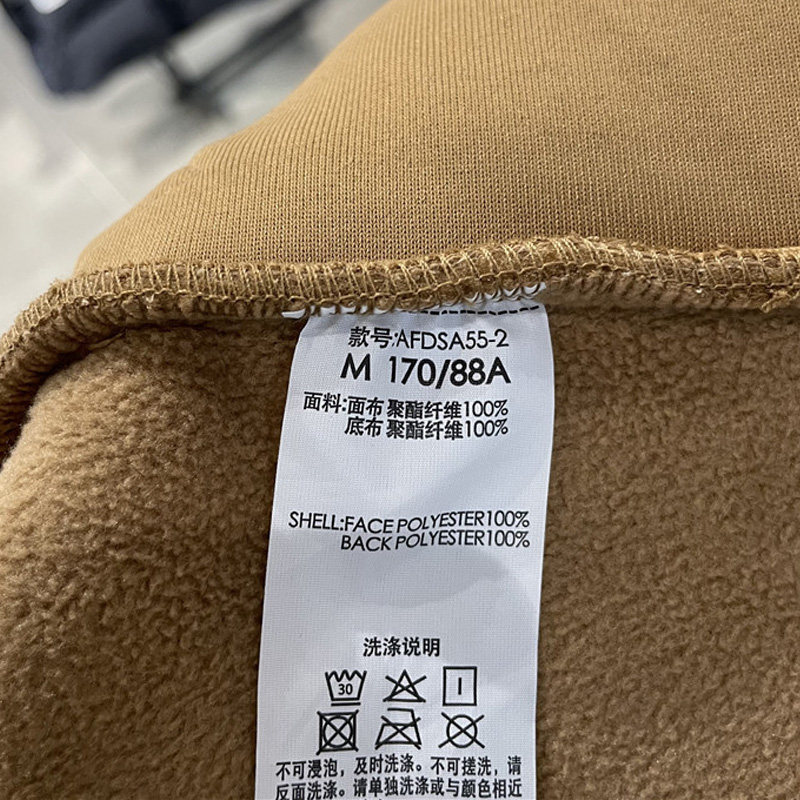 款号:AFDSA55-2
M 170/88A
面料:面布 聚酯纤维100%
底布 聚酯纤维100%
SHELL:FACE POLYESTER100%
BACK POLYESTER100%
洗涤说明
30
不可浸泡，及时洗涤。不可搓洗，请
反面洗涤。请单独洗涤或与颜色相近